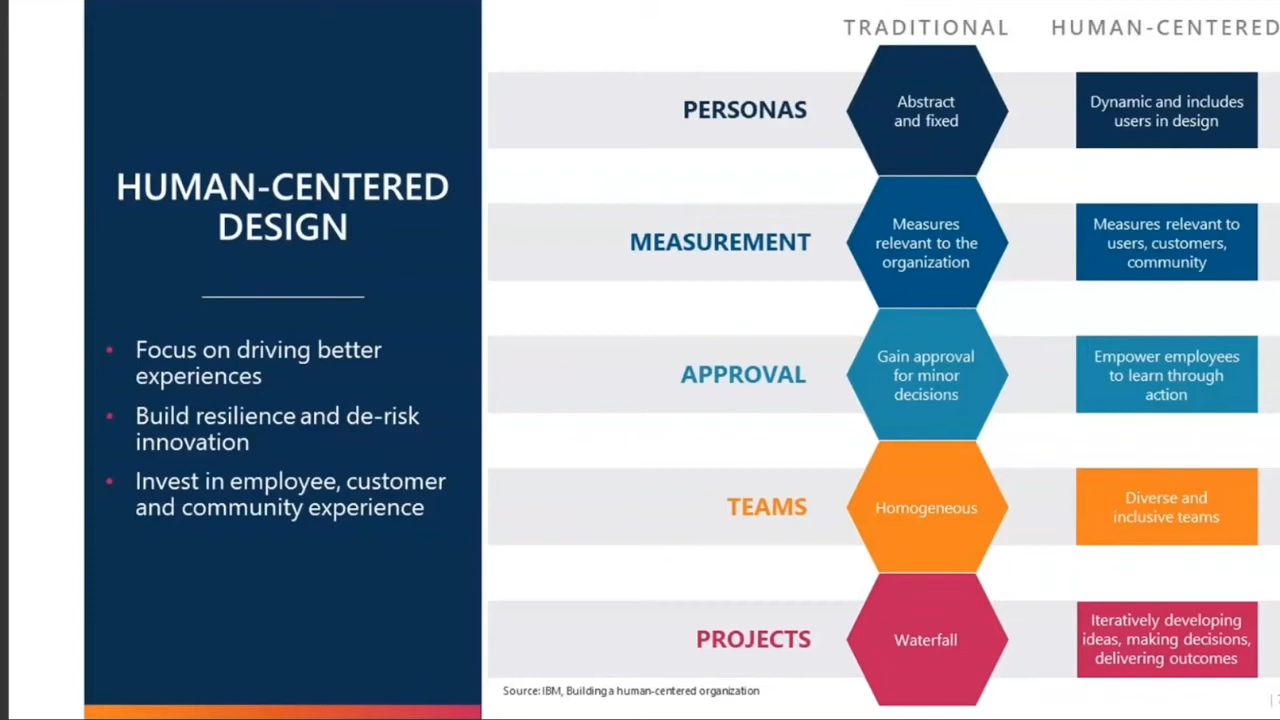 HUMAN-CENTERED
DESIGN
• Focus on driving better
experiences
• Build resilience and de-risk
innovation
• Invest in employee, customer
and community experience
TRADITIONAL
HUMAN-CENTERED
PERSONAS
Abstract
and fixed
Dynamic and includes
users in design
MEASUREMENT
Measures
relevant to the
organization
Measures relevant to
users, customers,
community
APPROVAL
Gain approval
for minor
decisions
Empower employees
to learn through
action
TEAMS
Homogeneous
Diverse and
inclusive teams
PROJECTS
Waterfall
Iteratively developing
ideas, making decisions,
delivering outcomes
Source: IBM, Building a human-centered organization